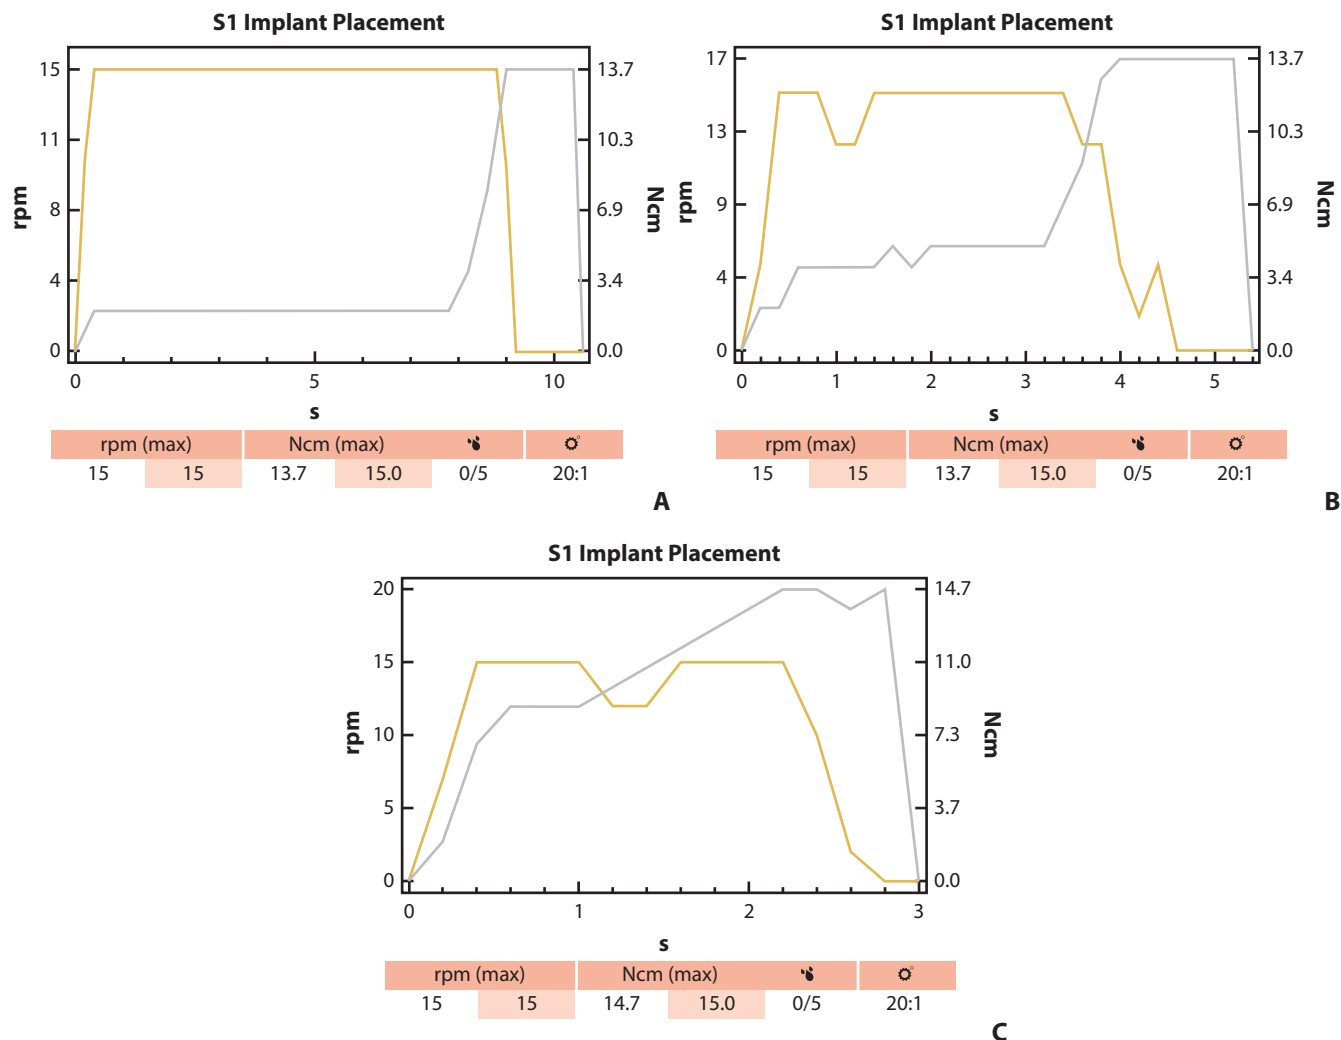 S1 Implant Placement
15
11
8
4
0
rpm
13.7
10.3
6.9
3.4
0.0
Ncm
0 5 10
s
rpm (max) Ncm (max)
15 15 13.7 15.0 0/5 20:1
A
S1 Implant Placement
17
13
9
4
0
rpm
13.7
10.3
6.9
3.4
0.0
Ncm
0 1 2 3 4 5
s
rpm (max) Ncm (max)
15 15 13.7 15.0 0/5 20:1
B
S1 Implant Placement
20
15
10
5
0
rpm
14.7
11.0
7.3
3.7
0.0
Ncm
0 1 2 3
s
rpm (max) Ncm (max)
15 15 14.7 15.0 0/5 20:1
C